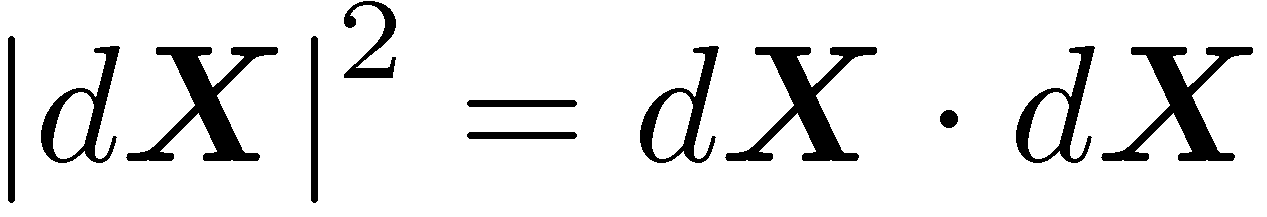 |d𝑿|² = d𝑿 · d𝑿